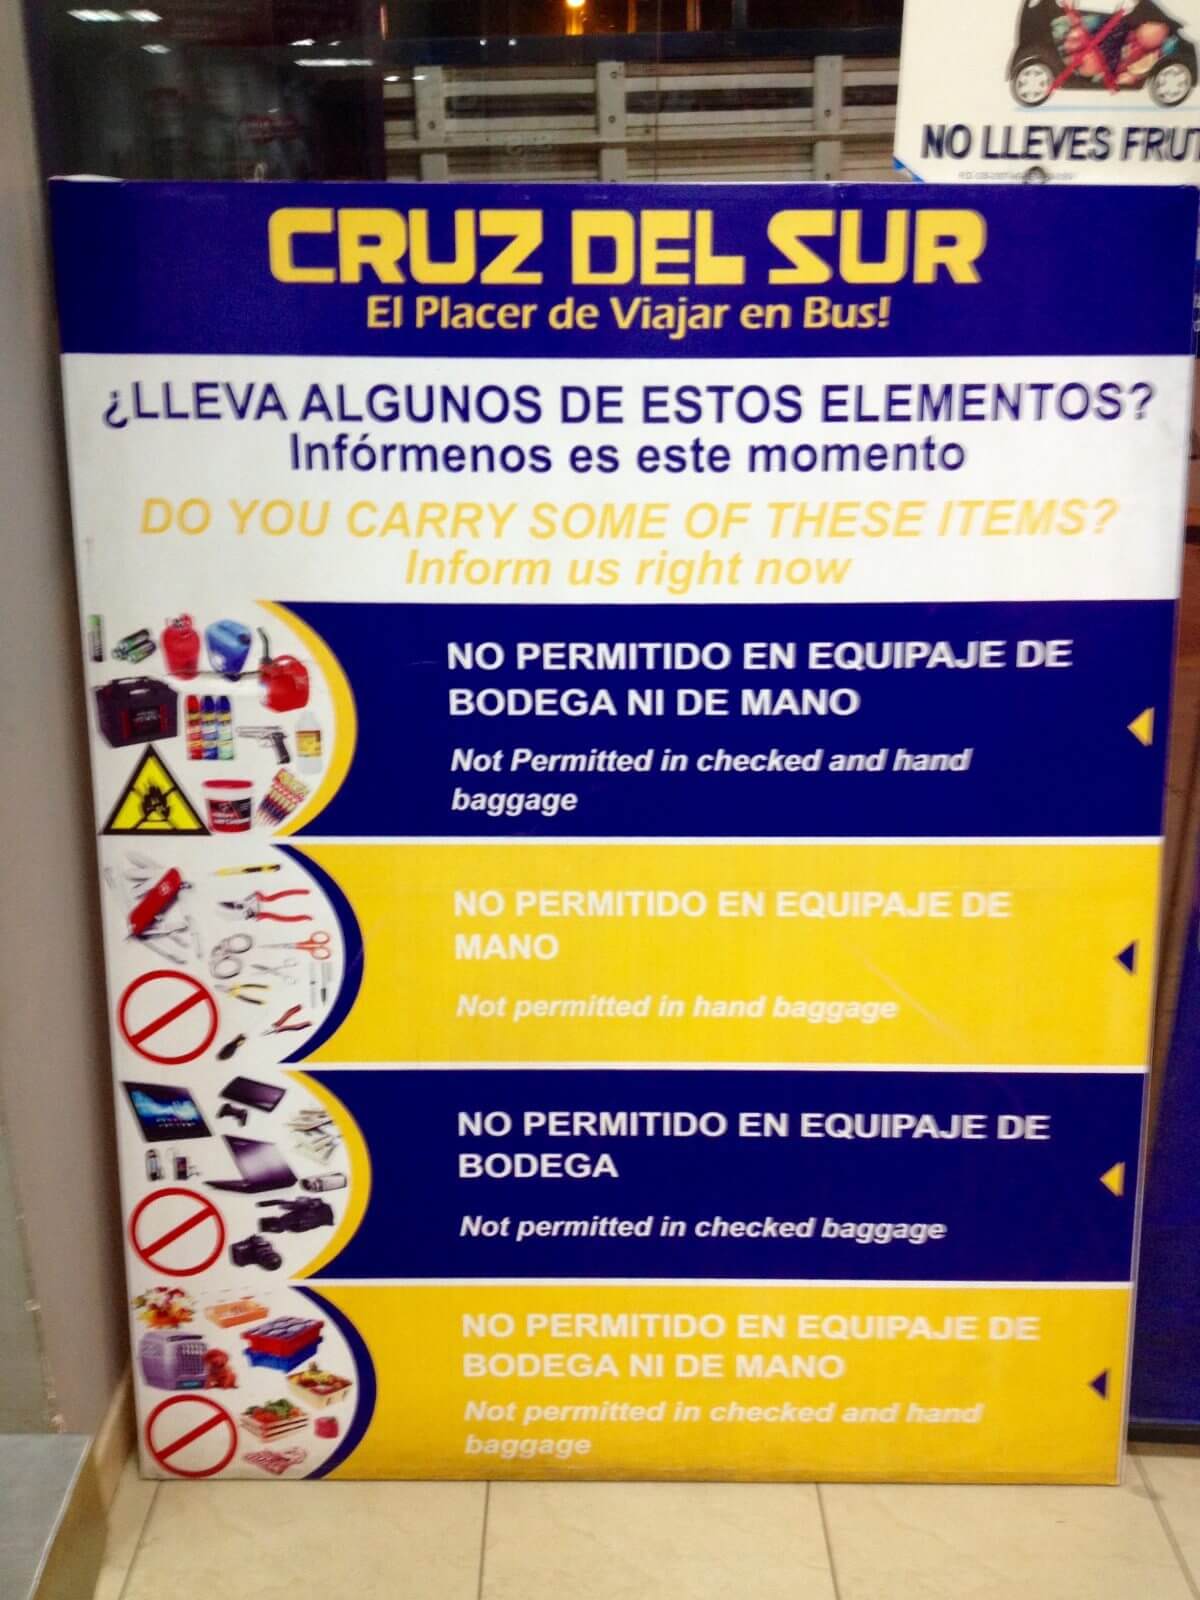 NO LLEVES
CRUZ DEL SUR
El Placer de Viajar en Bus!
¿LLEVA ALGUNOS DE ESTOS ELEMENTOS?
Infórmenos es este momento
DO YOU CARRY SOME OF THESE ITEMS?
Inform us right now
NO PERMITIDO EN EQUIPAJE DE
BODEGA NI DE MANO
Not Permitted in checked and hand
baggage
NO PERMITIDO EN EQUIPAJE DE
MANO
Not permitted in hand baggage
NO PERMITIDO EN EQUIPAJE DE
BODEGA
Not permitted in checked baggage
NO PERMITIDO EN EQUIPAJE DE
BODEGA NI DE MANO
Not permitted in checked and hand
baggage